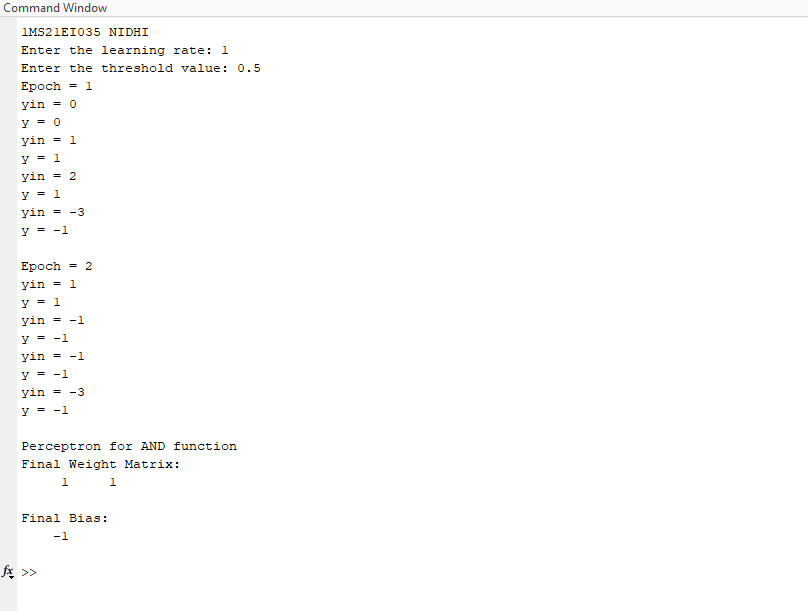 Command Window
1MS21EI035 NIDHI
Enter the learning rate: 1
Enter the threshold value: 0.5
Epoch = 1
yin = 0
y = 0
yin = 1
y = 1
yin = 2
y = 1
yin = -3
y = -1
Epoch = 2
yin = 1
y = 1
yin = -1
y = -1
yin = -1
y = -1
yin = -3
y = -1
Perceptron for AND function
Final Weight Matrix:
1 1
Final Bias:
-1
fx >>